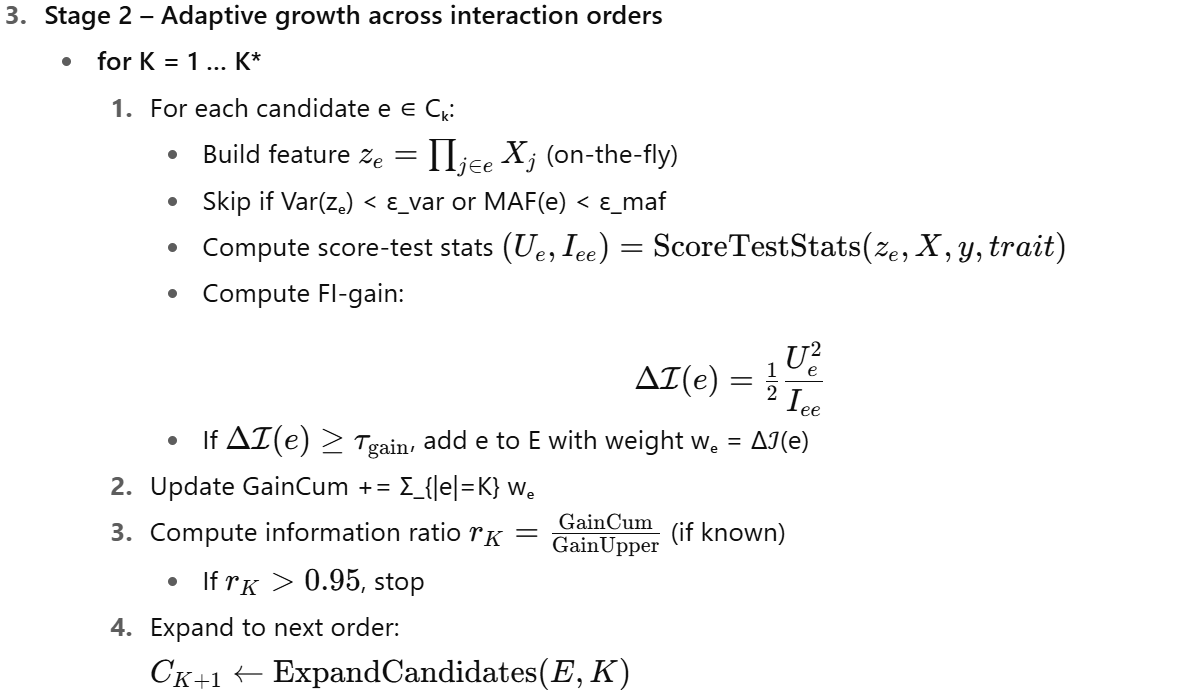 3. Stage 2 – Adaptive growth across interaction orders
• for K = 1 … K*
1. For each candidate e ∈ Cₖ:
• Build feature $z_e = \prod_{j \in e} X_j$ (on-the-fly)
• Skip if Var(zₑ) < ε_var or MAF(e) < ε_maf
• Compute score-test stats $(U_e, I_{ee}) = \mathrm{ScoreTestStats}(z_e, X, y, trait)$
• Compute FI-gain:
$\Delta\mathcal{I}(e) = \frac{1}{2} \frac{U_e^2}{I_{ee}}$
• If $\Delta\mathcal{I}(e) \geq \tau_{\text{gain}}$, add e to E with weight wₑ = Δℐ(e)
2. Update GainCum += Σ_{|e|=K} wₑ
3. Compute information ratio $r_K = \frac{\text{GainCum}}{\text{GainUpper}}$ (if known)
• If $r_K > 0.95$, stop
4. Expand to next order:
$C_{K+1} \leftarrow \mathrm{ExpandCandidates}(E, K)$